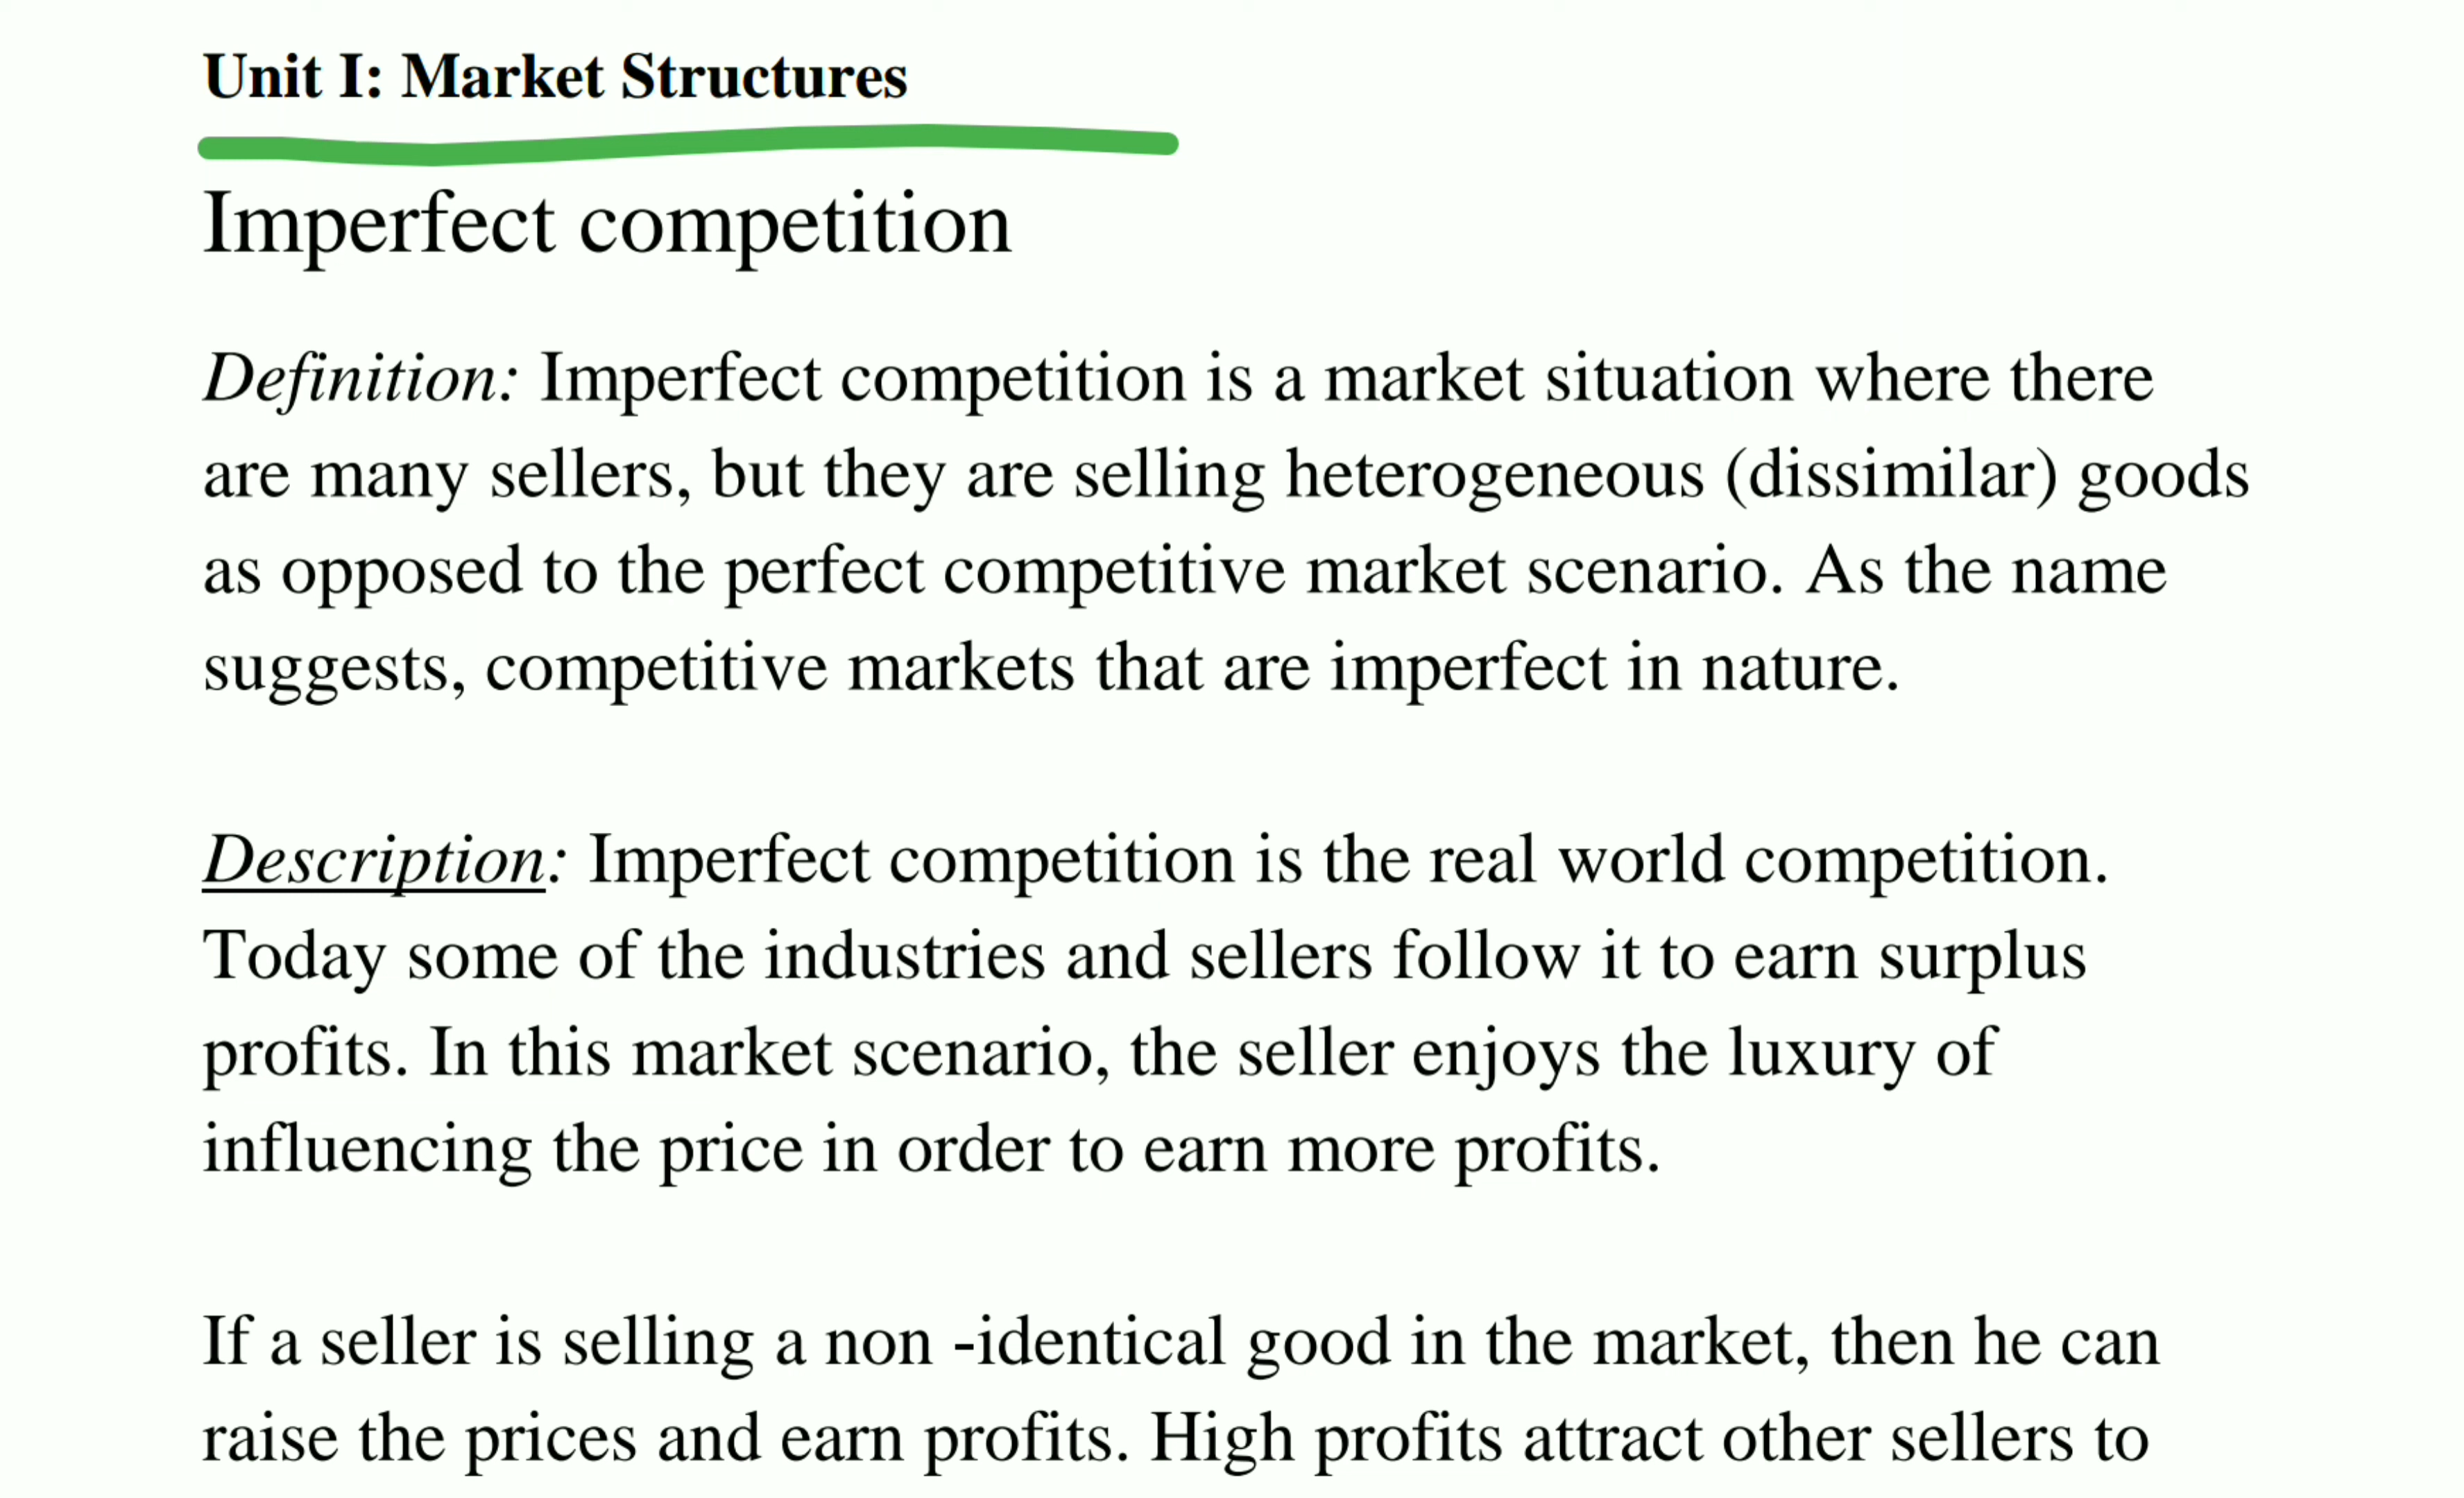 Unit I: Market Structures
Imperfect competition
Definition: Imperfect competition is a market situation where there
are many sellers, but they are selling heterogeneous (dissimilar) goods
as opposed to the perfect competitive market scenario. As the name
suggests, competitive markets that are imperfect in nature.
Description: Imperfect competition is the real world competition.
Today some of the industries and sellers follow it to earn surplus
profits. In this market scenario, the seller enjoys the luxury of
influencing the price in order to earn more profits.
If a seller is selling a non -identical good in the market, then he can
raise the prices and earn profits. High profits attract other sellers to